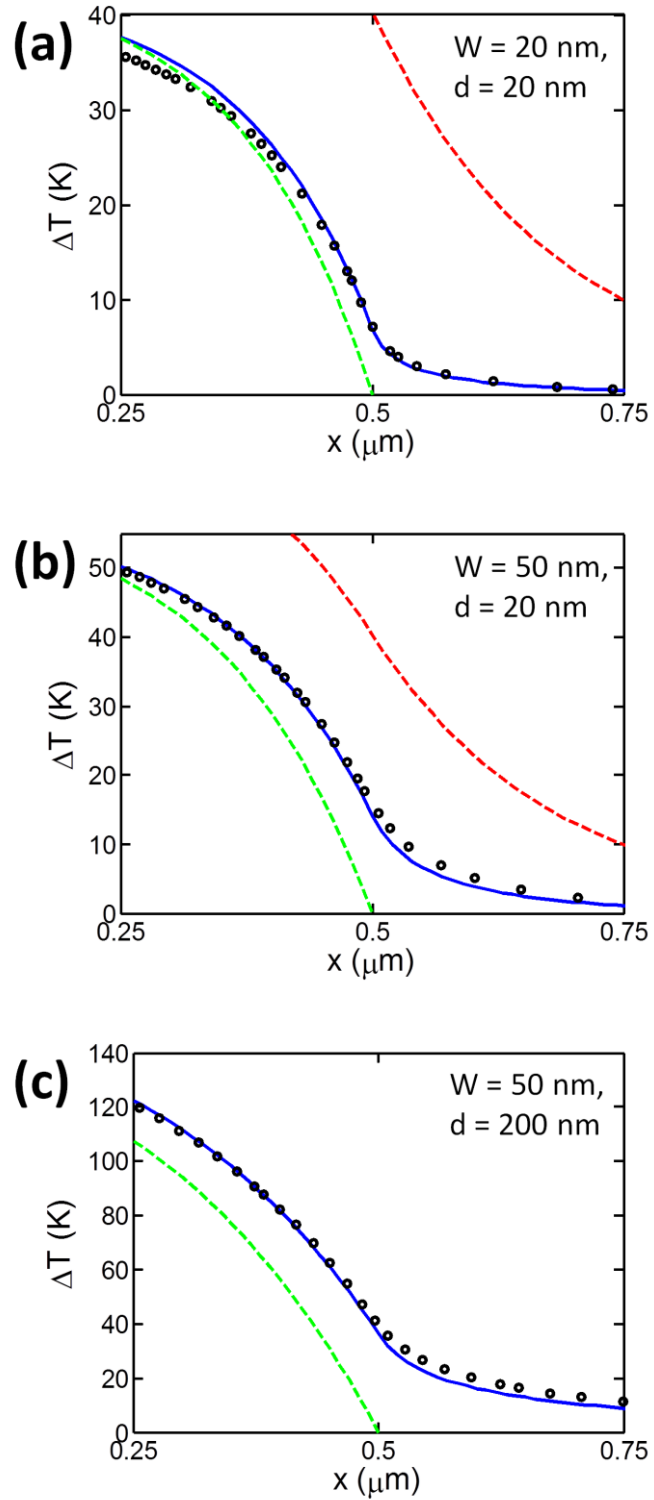 (a)
W = 20 nm,
d = 20 nm
40
30
20
10
0
ΔT (K)
0.25 0.5 0.75
x (μm)
(b)
W = 50 nm,
d = 20 nm
50
40
30
20
10
0
ΔT (K)
0.25 0.5 0.75
x (μm)
(c)
W = 50 nm,
d = 200 nm
140
120
100
80
60
40
20
0
ΔT (K)
0.25 0.5 0.75
x (μm)